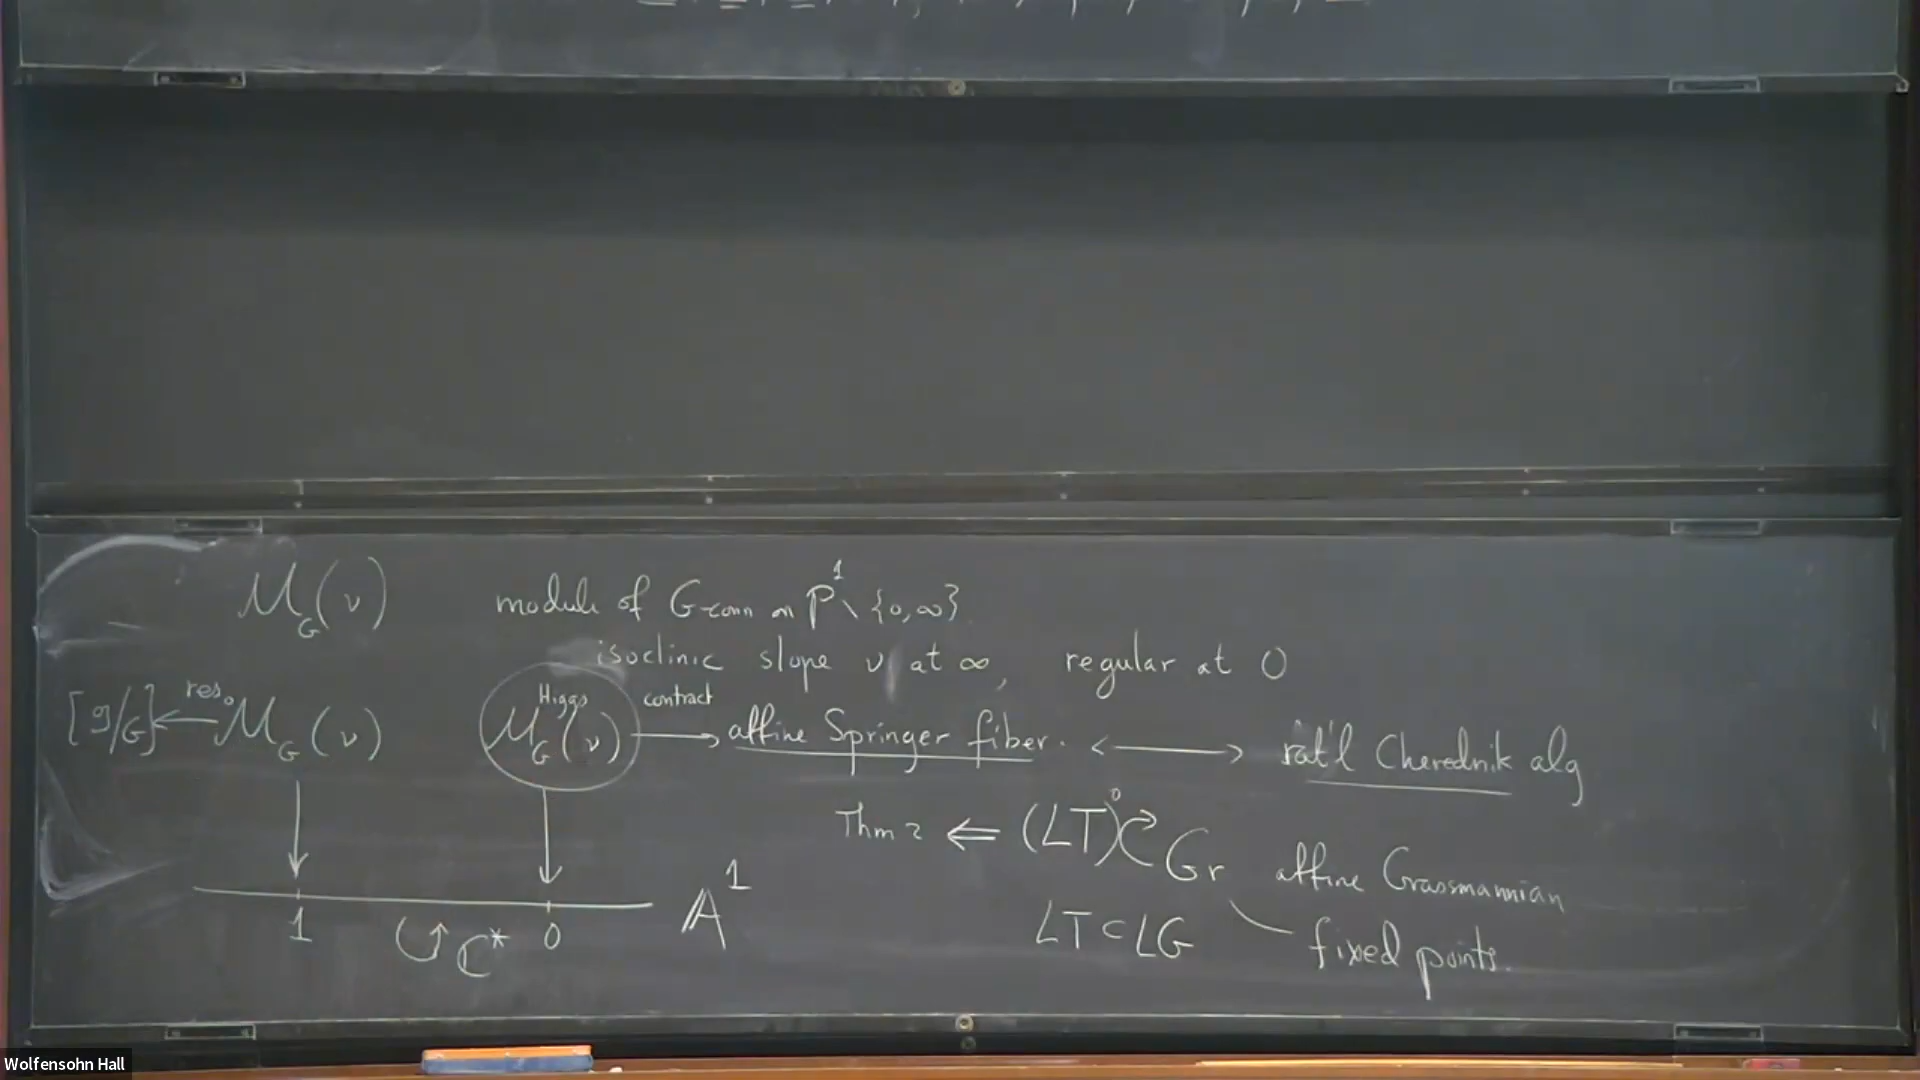 M_G(ν) moduli of G-conn on P^1 \ {0,∞}.
isoclinic slope ν at ∞, regular at 0
[g/G] ←res_0 M_G(ν) M_G^Higgs(ν) contract → affine Springer fiber. ⟷ rat'l Cherednik alg
Thm 2 ⇐ (LT)^0 ↻ Gr affine Grassmannian
1 ↺ C^* 0 A^1 LT ⊂ LG fixed points.
Wolfensohn Hall